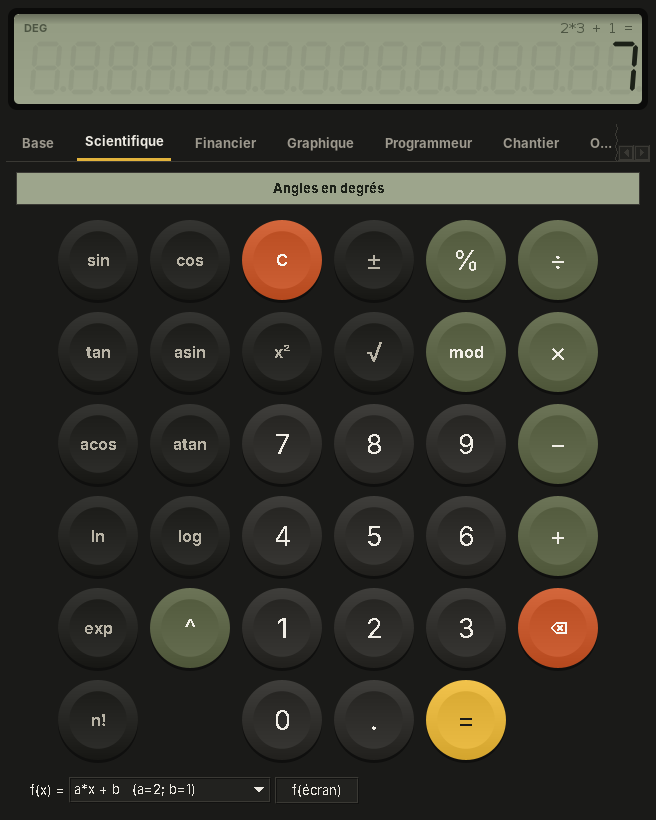 DEG 2*3 + 1 =
7
Base Scientifique Financier Graphique Programmeur Chantier O...
Angles en degrés
sin cos C ± % ÷
tan asin x² √ mod ×
acos atan 7 8 9 −
ln log 4 5 6 +
exp ^ 1 2 3 ⌫
n! 0 . =
f(x) = a*x + b (a=2; b=1) f(écran)